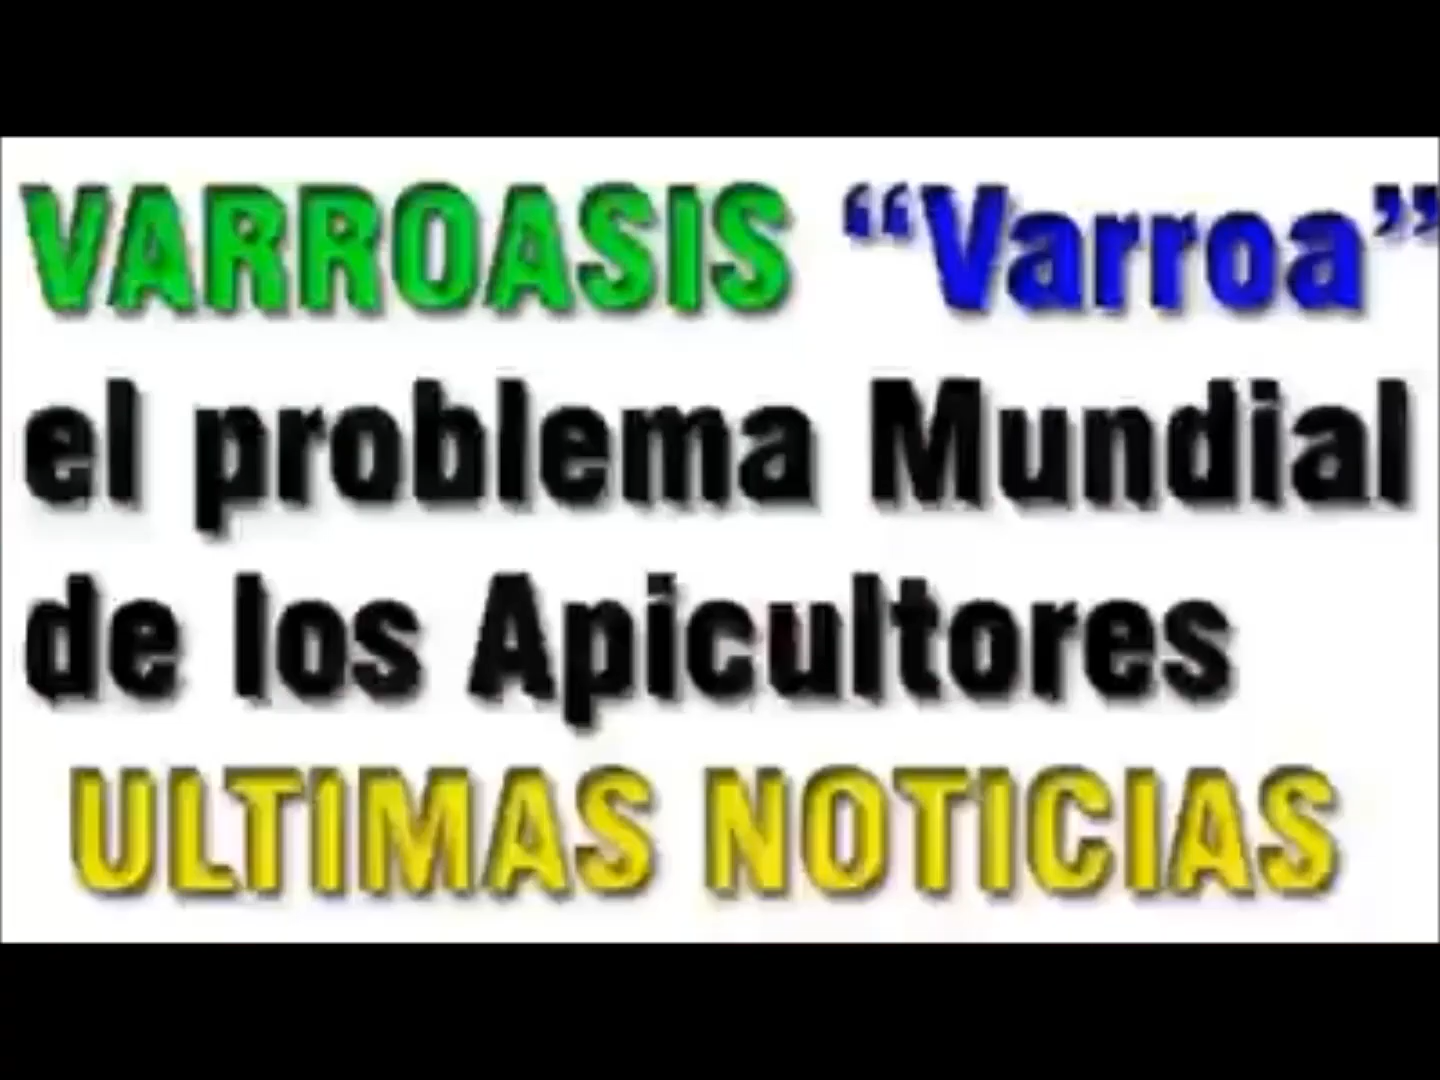 VARROASIS “Varroa”
el problema Mundial
de los Apicultores
ULTIMAS NOTICIAS